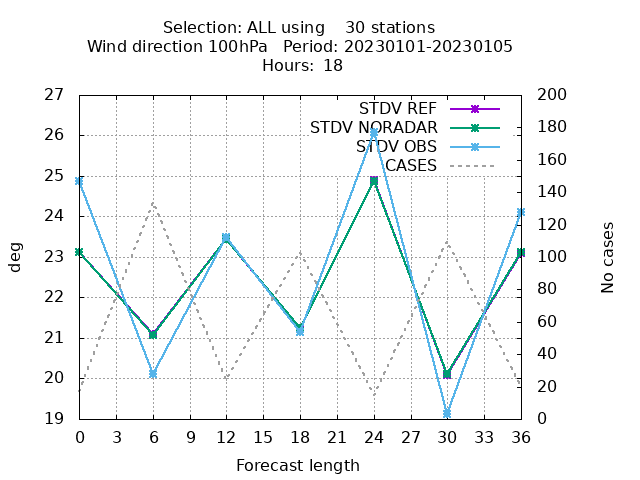 Selection: ALL using    30 stations
Wind direction 100hPa   Period: 20230101-20230105
Hours: 18
27
26
25
24
23
22
21
20
19
200
180
160
140
120
100
80
60
40
20
0
STDV REF
STDV NORADAR
STDV OBS
CASES
deg
No cases
0 3 6 9 12 15 18 21 24 27 30 33 36
Forecast length